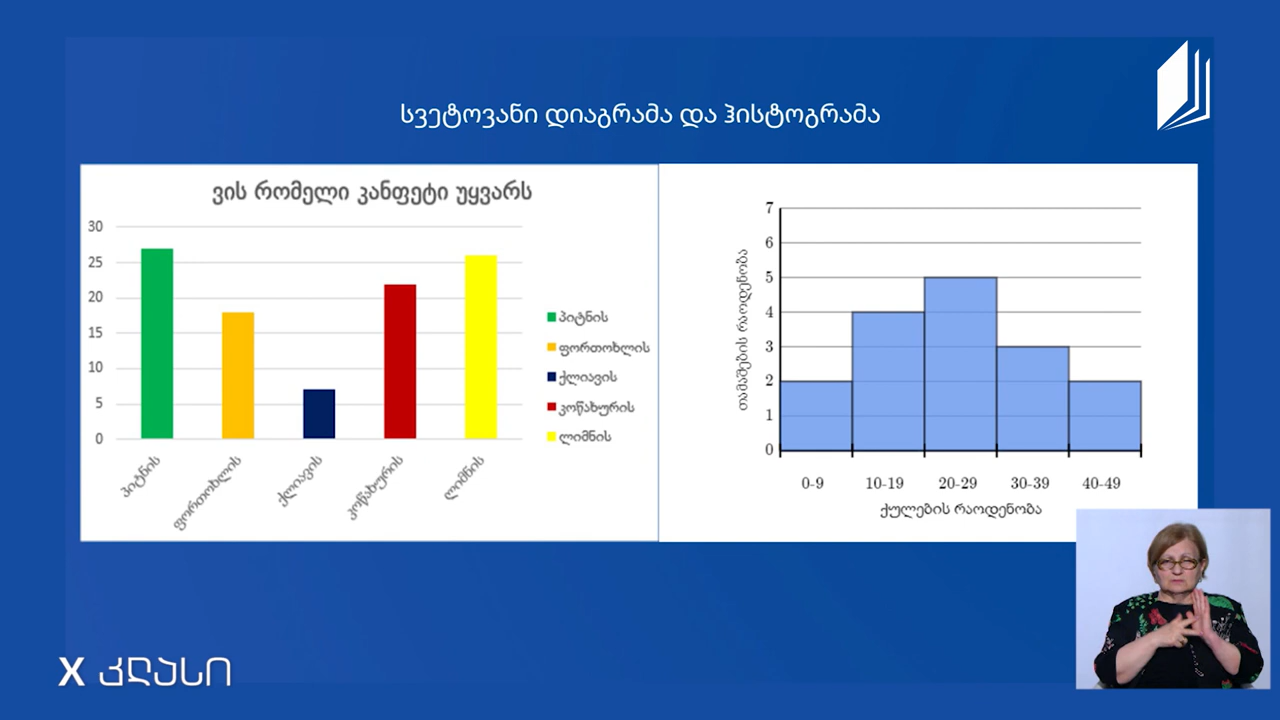 სვეტოვანი დიაგრამა და ჰისტოგრამა
ვის რომელი კანფეტი უყვარს
30
25
20
15
10
5
0
პიტნის
ფორთოხლის
ქლიავის
კოწახურის
ლიმნის
პიტნის
ფორთოხლის
ქლიავის
კოწახურის
ლიმნის
თამაშების რაოდენობა
7
6
5
4
3
2
1
0
0-9 10-19 20-29 30-39 40-49
ქულების რაოდენობა
X კლასი